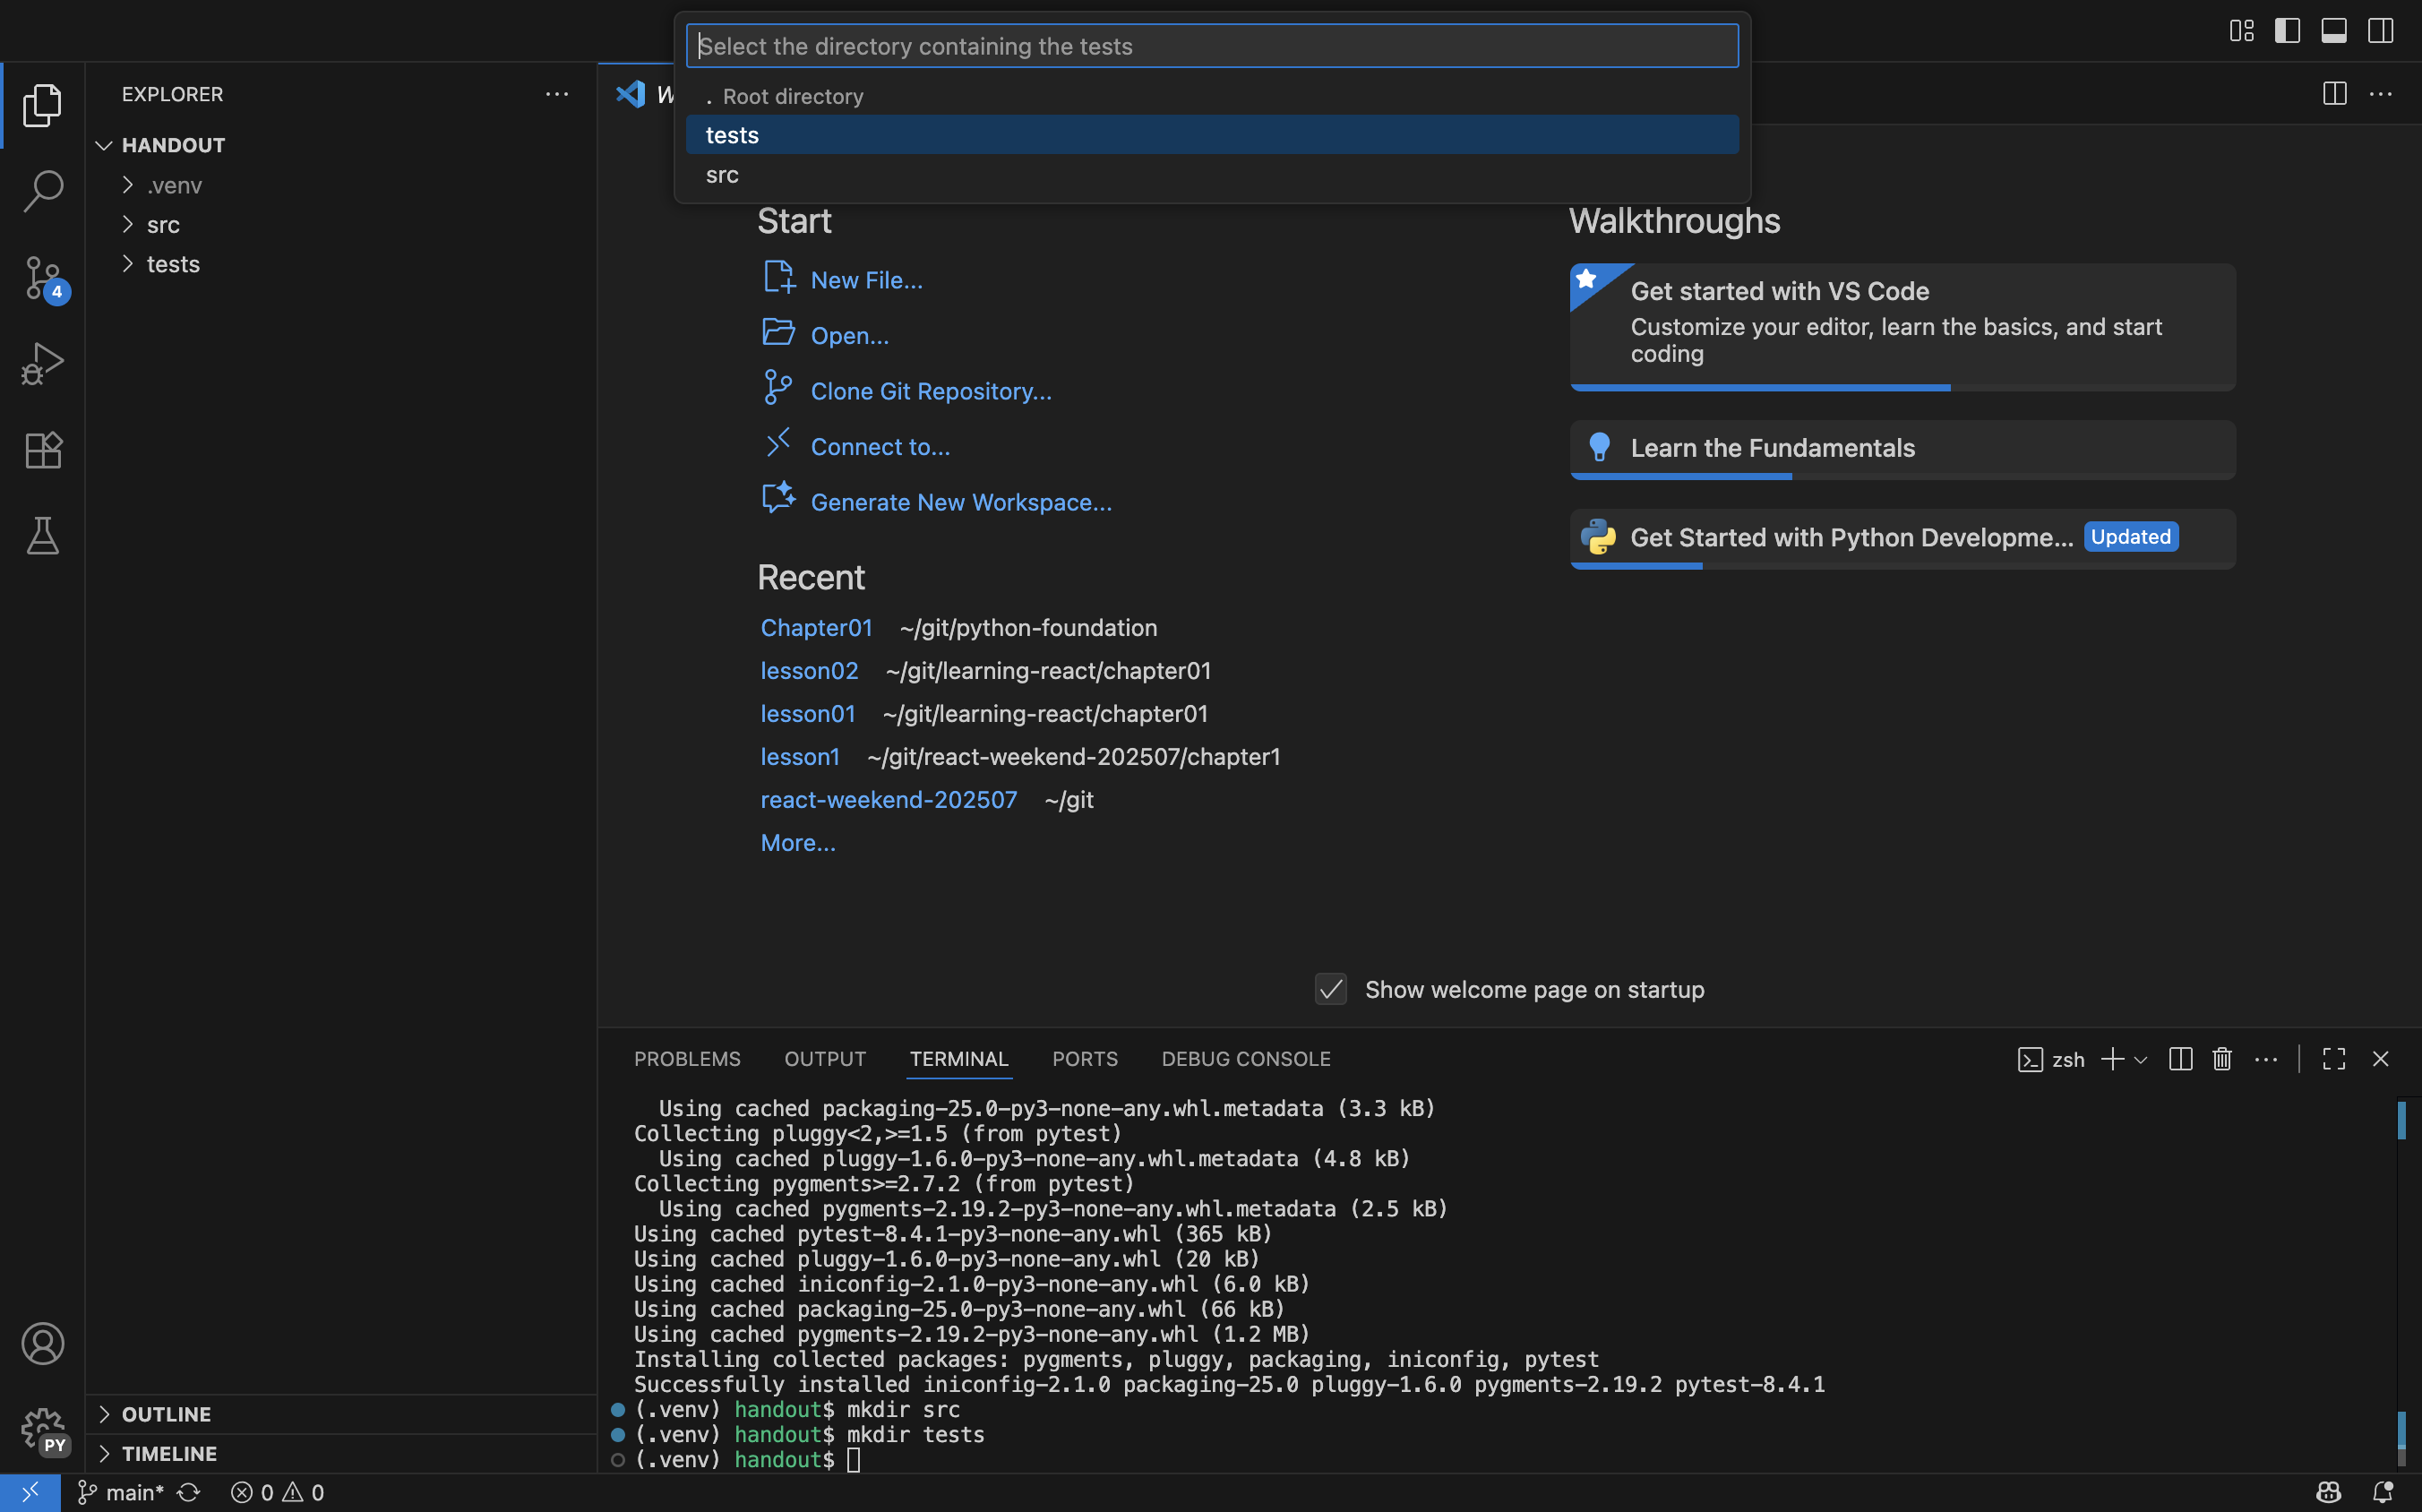 Select the directory containing the tests
. Root directory
tests
src
EXPLORER
HANDOUT
.venv
src
tests
4
W
Start
New File...
Open...
Clone Git Repository...
Connect to...
Generate New Workspace...
Recent
Chapter01 ~/git/python-foundation
lesson02 ~/git/learning-react/chapter01
lesson01 ~/git/learning-react/chapter01
lesson1 ~/git/react-weekend-202507/chapter1
react-weekend-202507 ~/git
More...
Walkthroughs
Get started with VS Code
Customize your editor, learn the basics, and start
coding
Learn the Fundamentals
Get Started with Python Developme... Updated
Show welcome page on startup
PROBLEMS OUTPUT TERMINAL PORTS DEBUG CONSOLE zsh
Using cached packaging-25.0-py3-none-any.whl.metadata (3.3 kB)
Collecting pluggy<2,>=1.5 (from pytest)
Using cached pluggy-1.6.0-py3-none-any.whl.metadata (4.8 kB)
Collecting pygments>=2.7.2 (from pytest)
Using cached pygments-2.19.2-py3-none-any.whl.metadata (2.5 kB)
Using cached pytest-8.4.1-py3-none-any.whl (365 kB)
Using cached pluggy-1.6.0-py3-none-any.whl (20 kB)
Using cached iniconfig-2.1.0-py3-none-any.whl (6.0 kB)
Using cached packaging-25.0-py3-none-any.whl (66 kB)
Using cached pygments-2.19.2-py3-none-any.whl (1.2 MB)
Installing collected packages: pygments, pluggy, packaging, iniconfig, pytest
Successfully installed iniconfig-2.1.0 packaging-25.0 pluggy-1.6.0 pygments-2.19.2 pytest-8.4.1
(.venv) handout$ mkdir src
(.venv) handout$ mkdir tests
(.venv) handout$
OUTLINE
TIMELINE
PY
main* 0 0